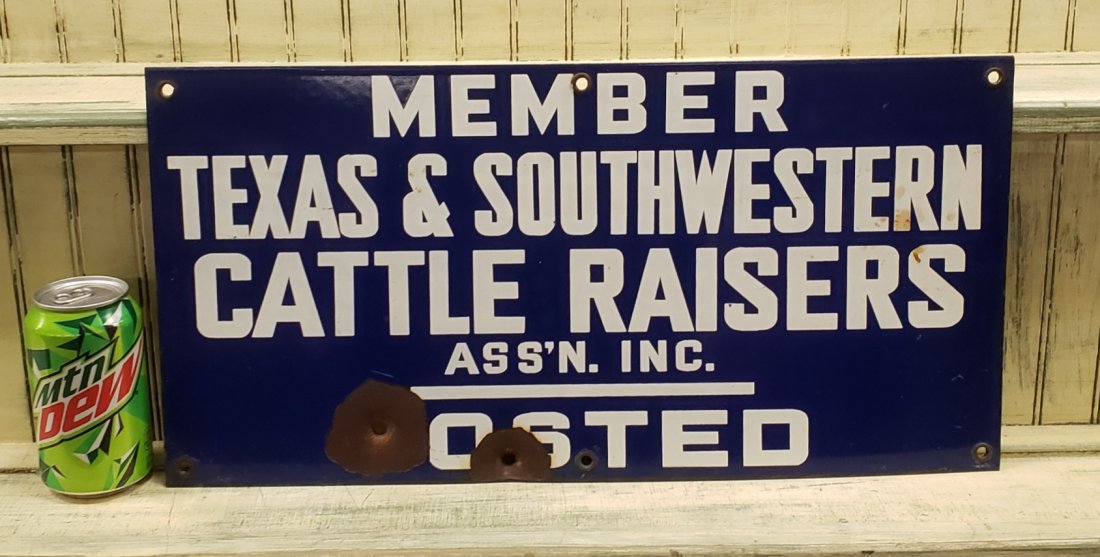 MEMBER
TEXAS & SOUTHWESTERN
CATTLE RAISERS
ASS'N. INC.
OSTED
mtn
DEW